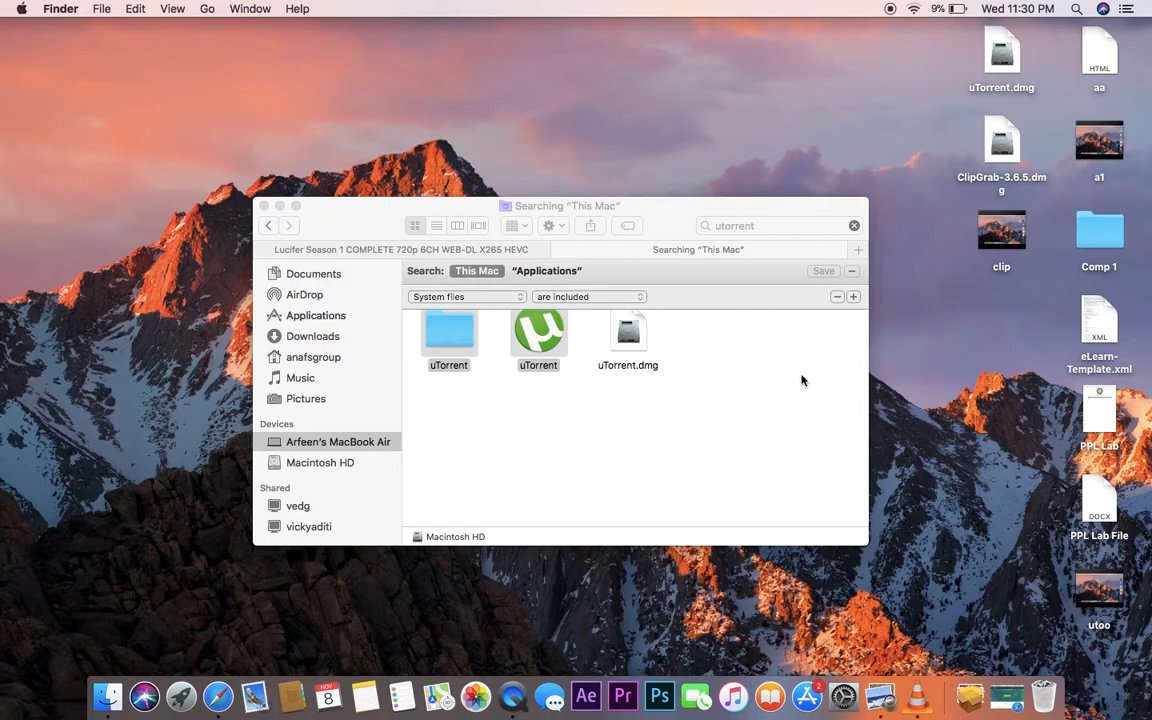 Finder File Edit View Go Window Help 9% Wed 11:30 PM
uTorrent.dmg
HTML
aa
ClipGrab-3.6.5.dm
g
a1
clip
Comp 1
XML
eLearn-
Template.xml
PPL Lab
DOCX
PPL Lab File
utoo
Searching “This Mac”
utorrent
Lucifer Season 1 COMPLETE 720p 6CH WEB-DL X265 HEVC
Searching “This Mac”
Search: This Mac “Applications” Save
System files are included
Documents
AirDrop
Applications
Downloads
anafsgroup
Music
Pictures
Devices
Arfeen's MacBook Air
Macintosh HD
Shared
vedg
vickyaditi
uTorrent
uTorrent
uTorrent.dmg
Macintosh HD
NOV
8
Ae
Pr
Ps
2